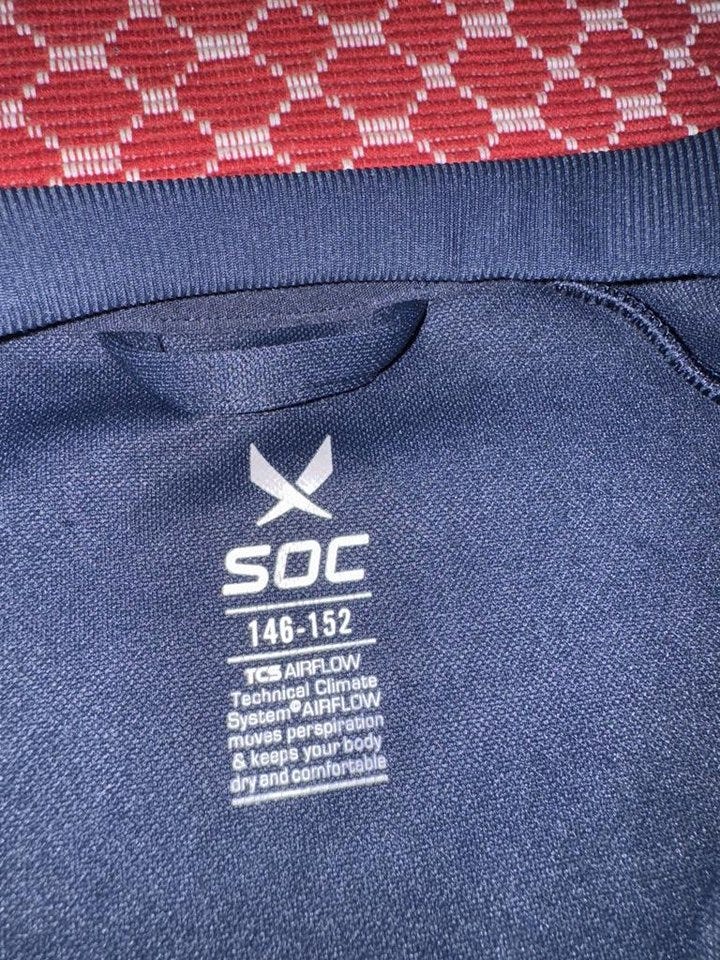 SOC
146-152
TCS AIRFLOW
Technical Climate
System® AIRFLOW
moves perspiration
& keeps your body
dry and comfortable